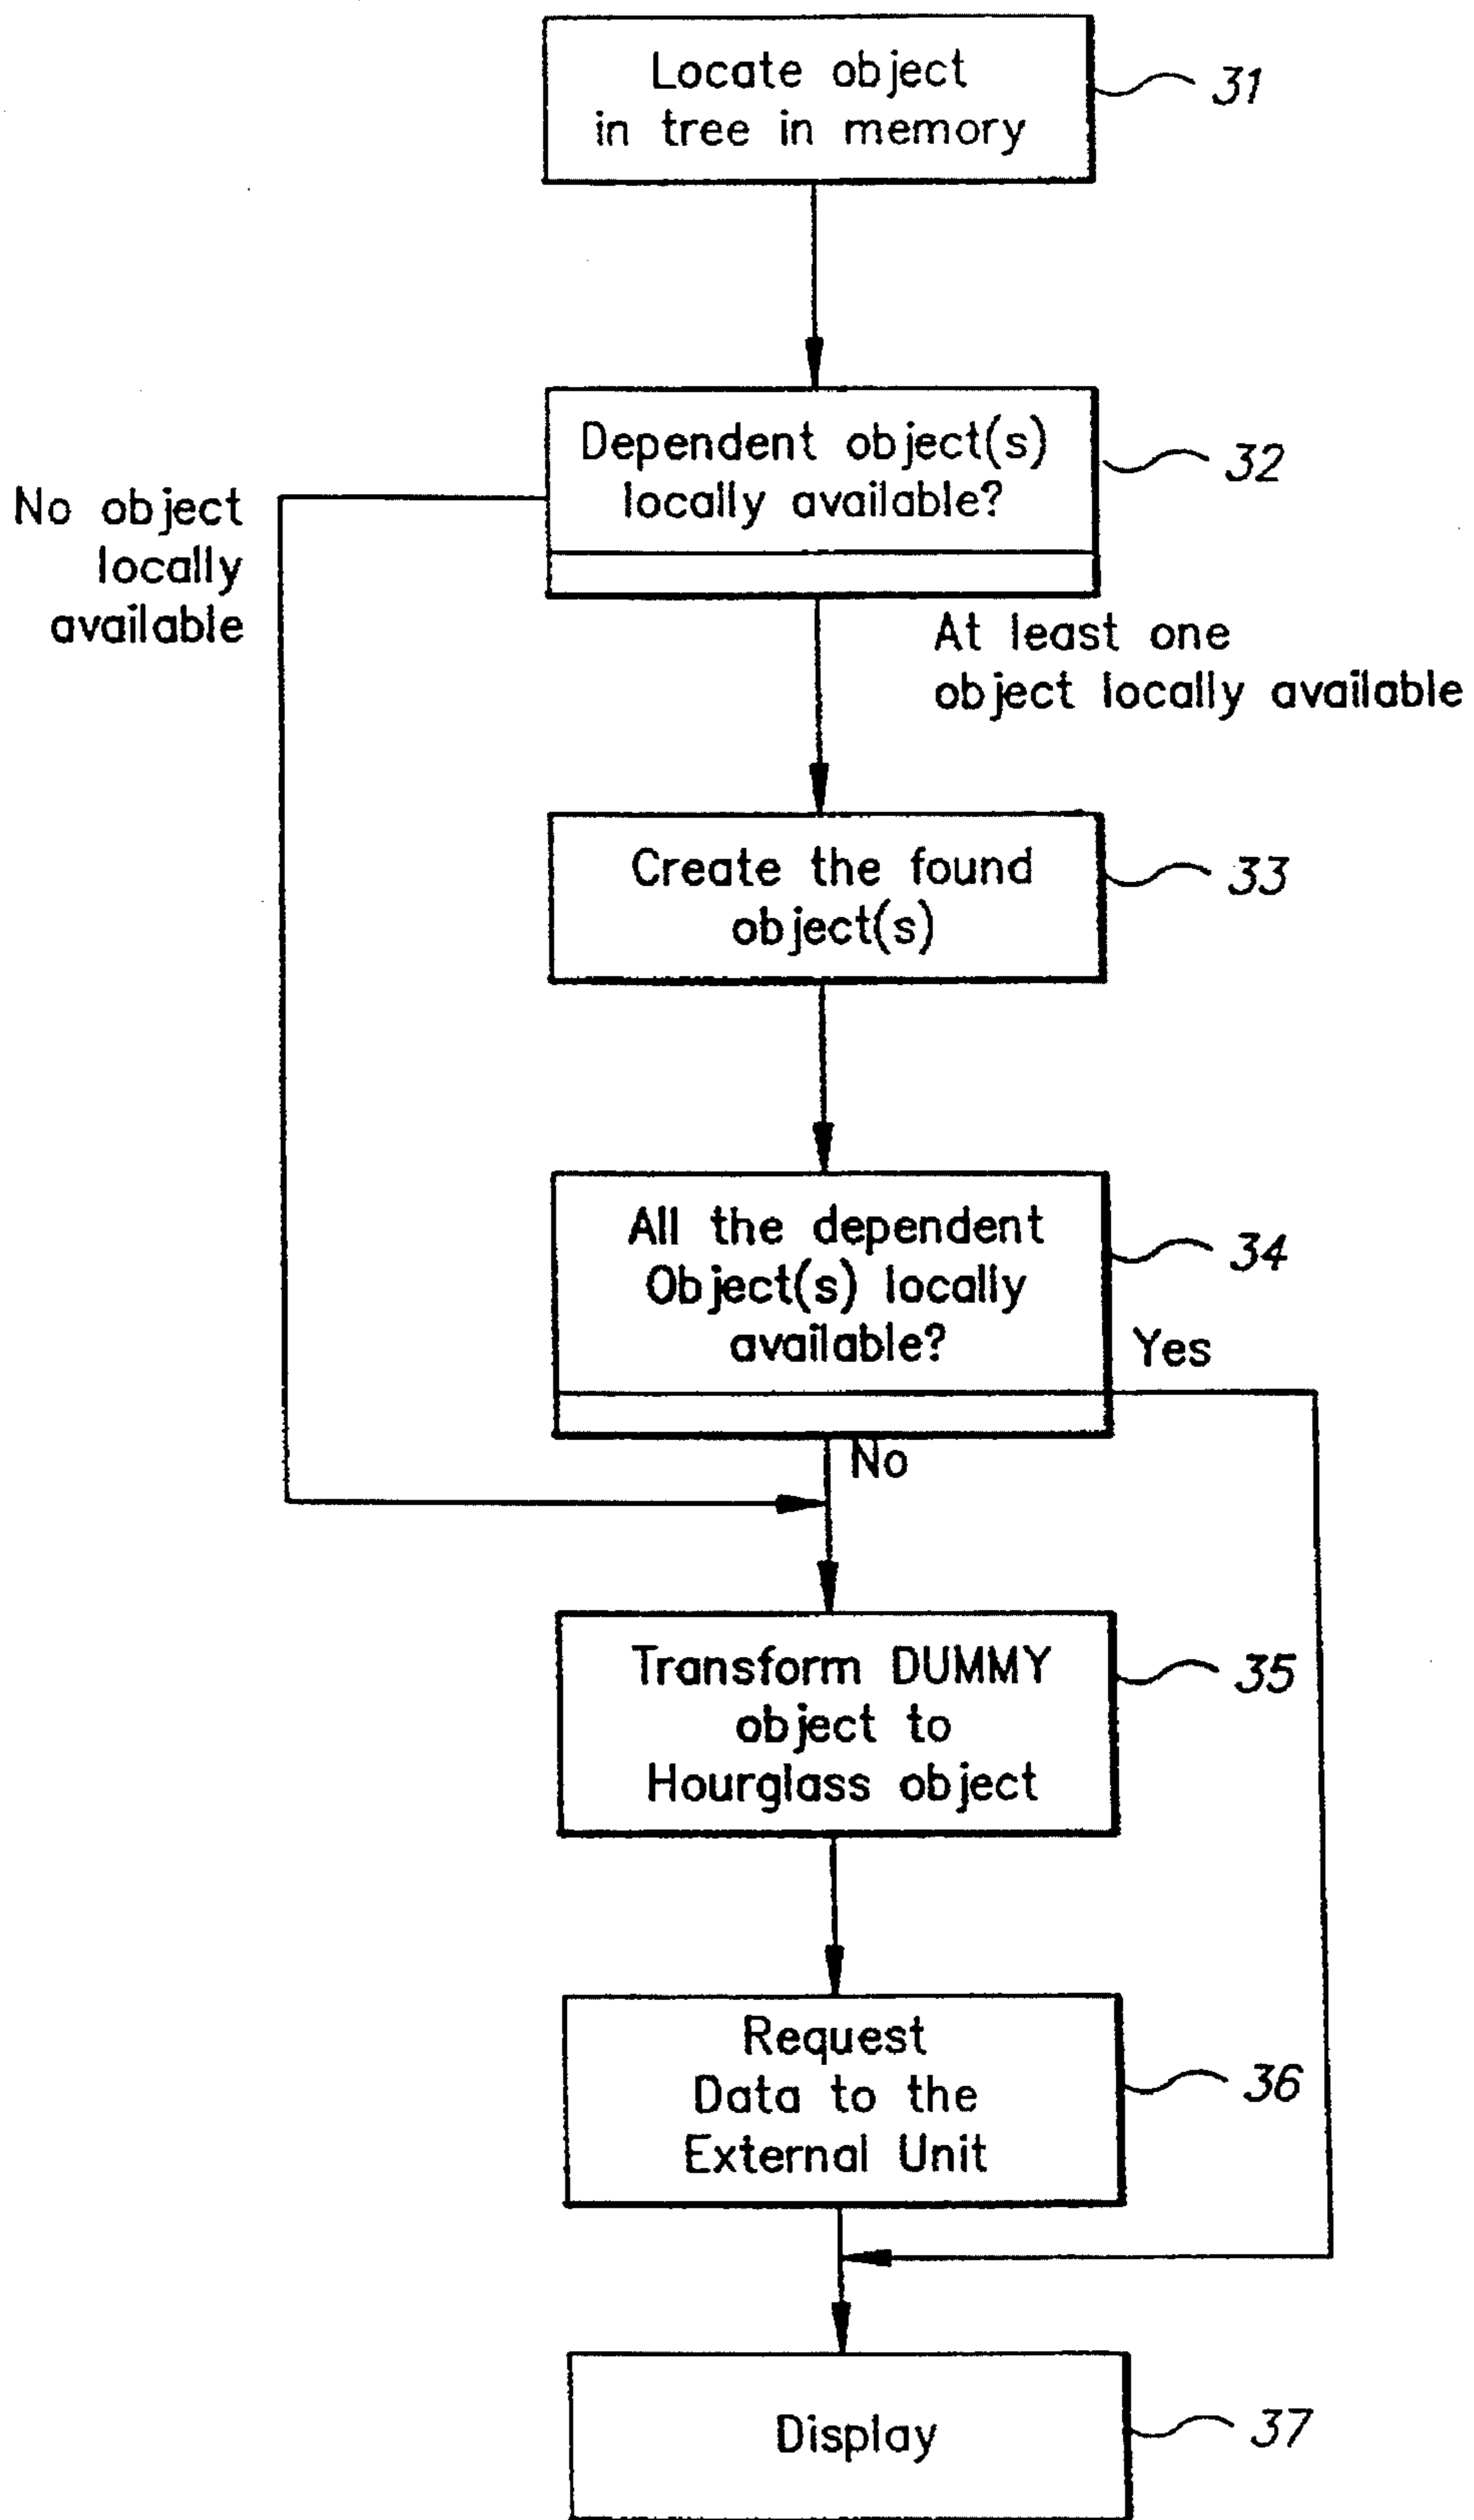 Locate object
in tree in memory
31
Dependent object(s)
locally available?
32
No object
locally
available
At least one
object locally available
Create the found
object(s)
33
All the dependent
Object(s) locally
available?
34
Yes
No
Transform DUMMY
object to
Hourglass object
35
Request
Data to the
External Unit
36
Display
37